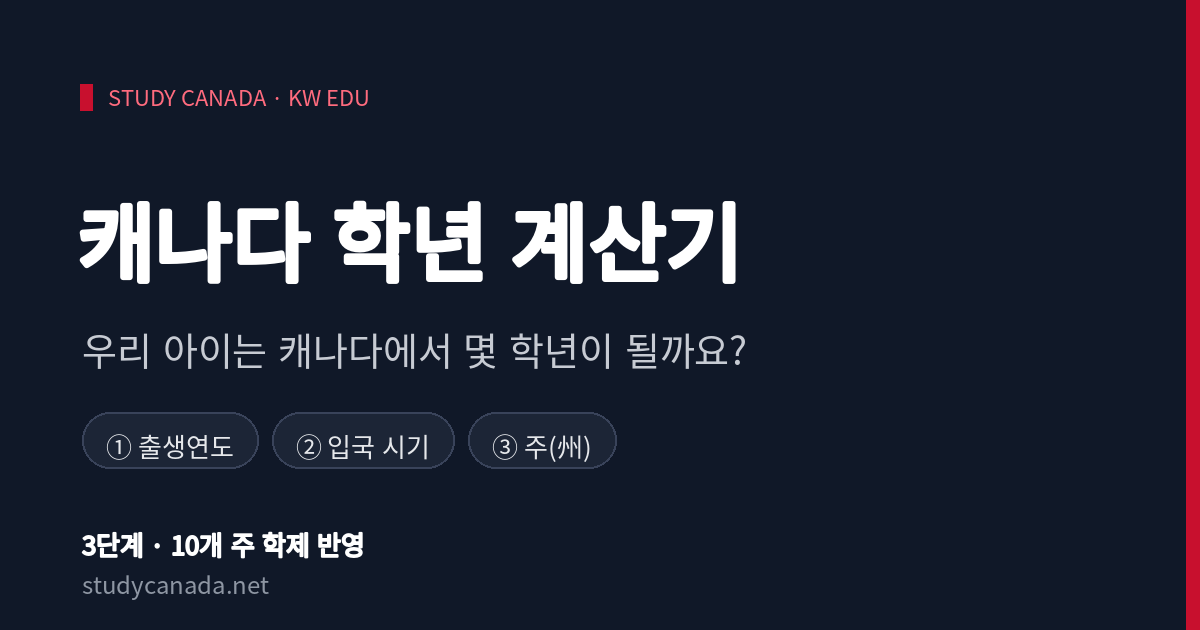 STUDY CANADA · KW EDU
캐나다 학년 계산기
우리 아이는 캐나다에서 몇 학년이 될까요?
① 출생연도 ② 입국 시기 ③ 주(州)
3단계 · 10개 주 학제 반영
studycanada.net